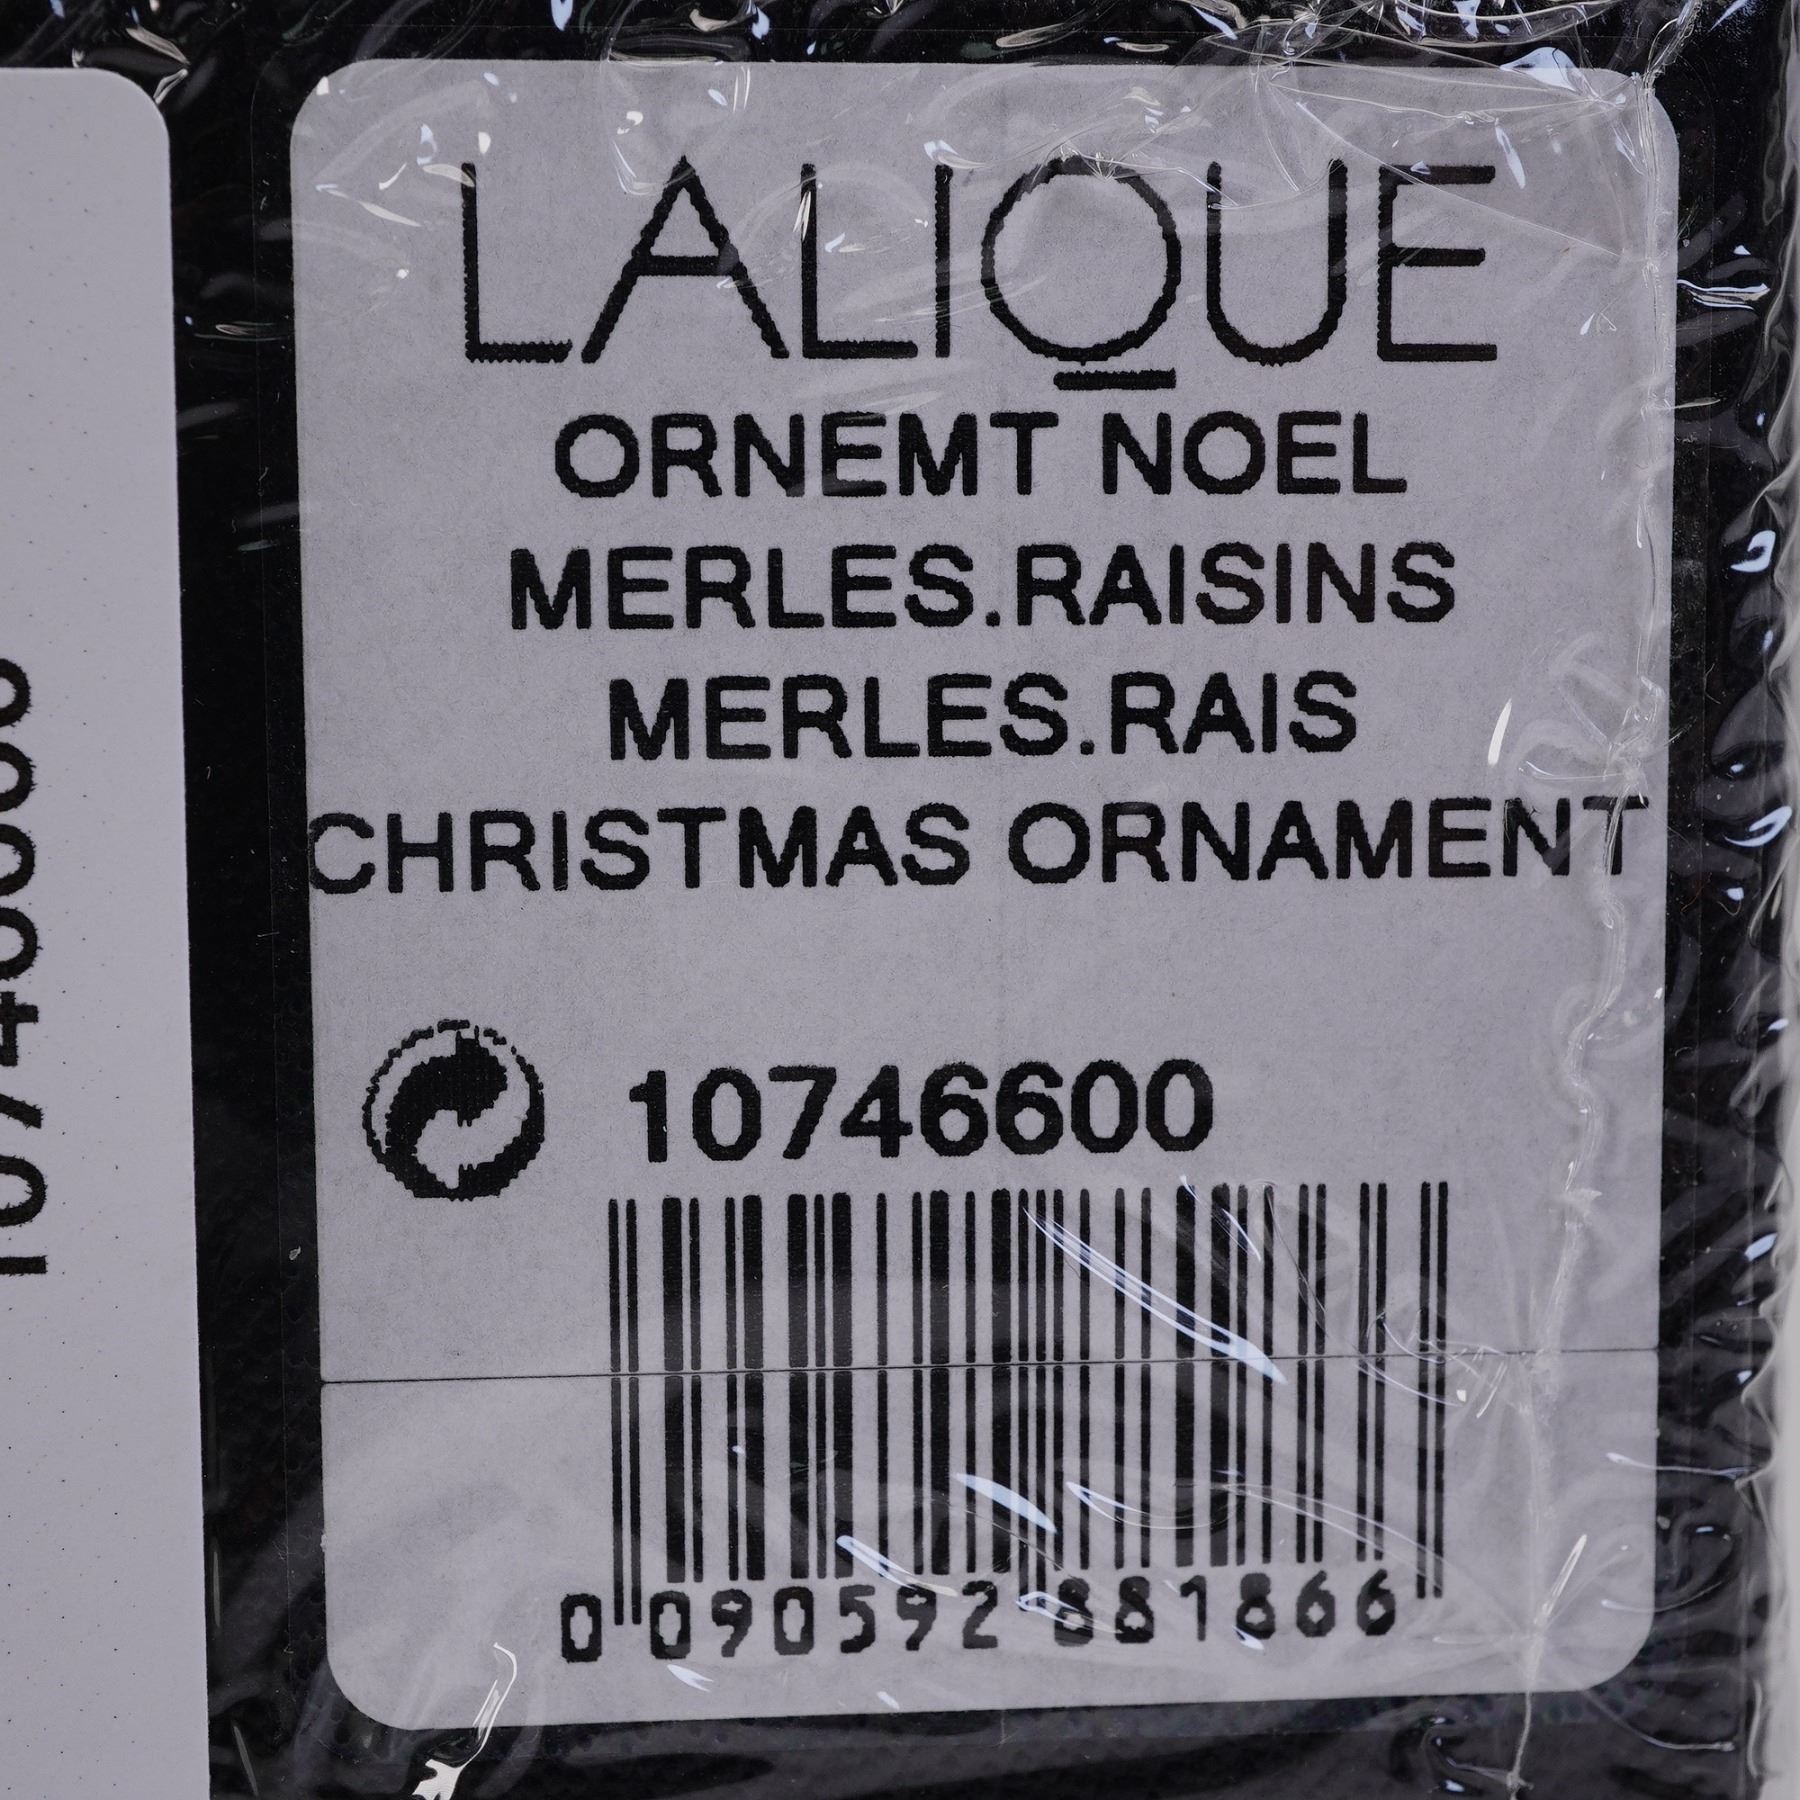 LALIQUE
ORNEMT NOEL
MERLES.RAISINS
MERLES.RAIS
CHRISTMAS ORNAMENT
10746600
0 090592 881866